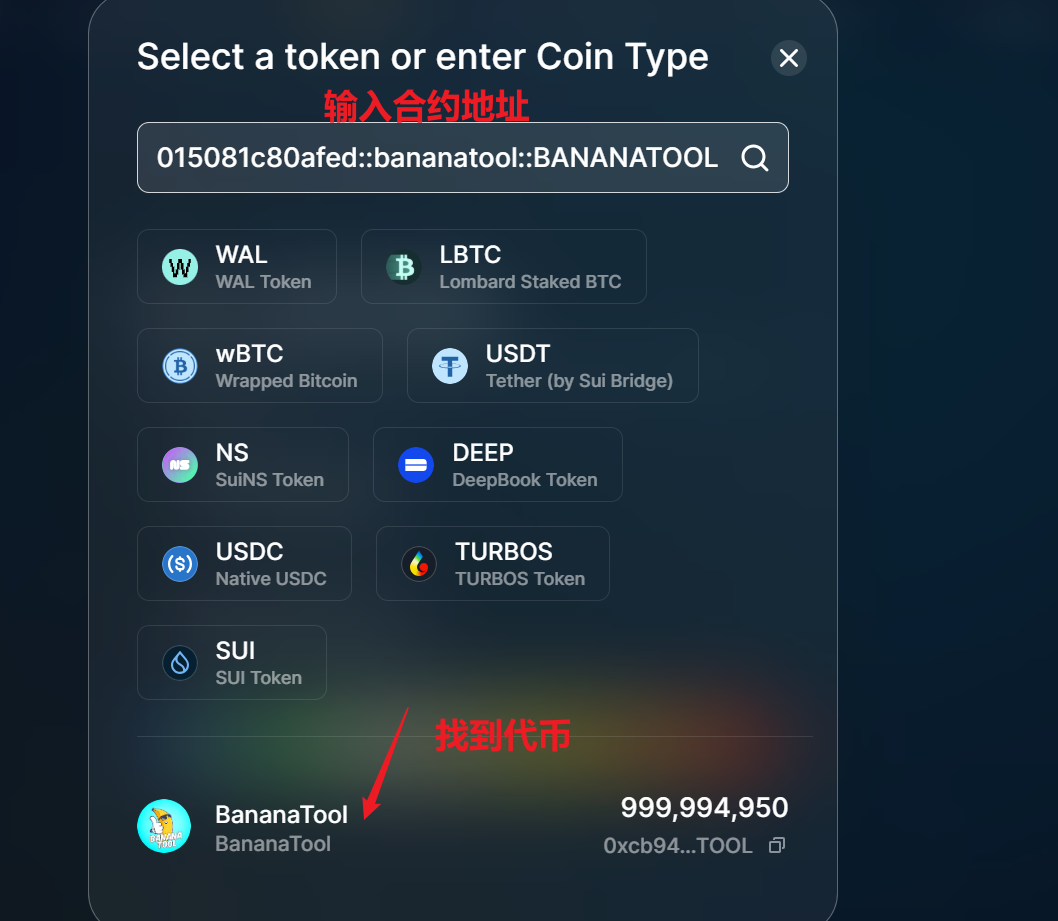 Select a token or enter Coin Type
输入合约地址
015081c80afed::bananatool::BANANATOOL
WAL
WAL Token
LBTC
Lombard Staked BTC
wBTC
Wrapped Bitcoin
USDT
Tether (by Sui Bridge)
NS
SuiNS Token
DEEP
DeepBook Token
USDC
Native USDC
TURBOS
TURBOS Token
SUI
SUI Token
找到代币
BANANA
TOOL
BananaTool
999,994,950
BananaTool
0xcb94...TOOL